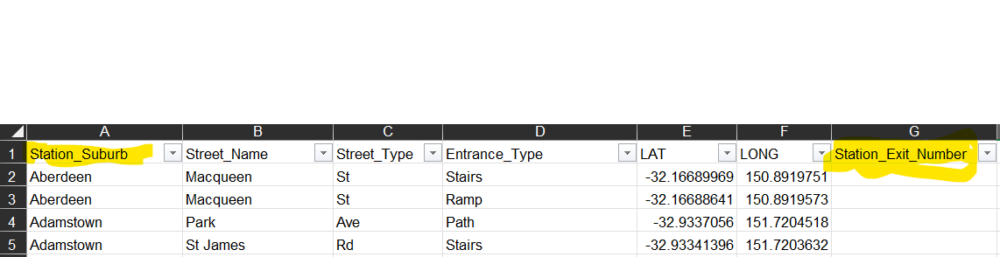 A B C D E F G
1 Station_Suburb Street_Name Street_Type Entrance_Type LAT LONG Station_Exit_Number
2 Aberdeen Macqueen St Stairs -32.16689969 150.8919751
3 Aberdeen Macqueen St Ramp -32.16688641 150.8919573
4 Adamstown Park Ave Path -32.9337056 151.7204518
5 Adamstown St James Rd Stairs -32.93341396 151.7203632